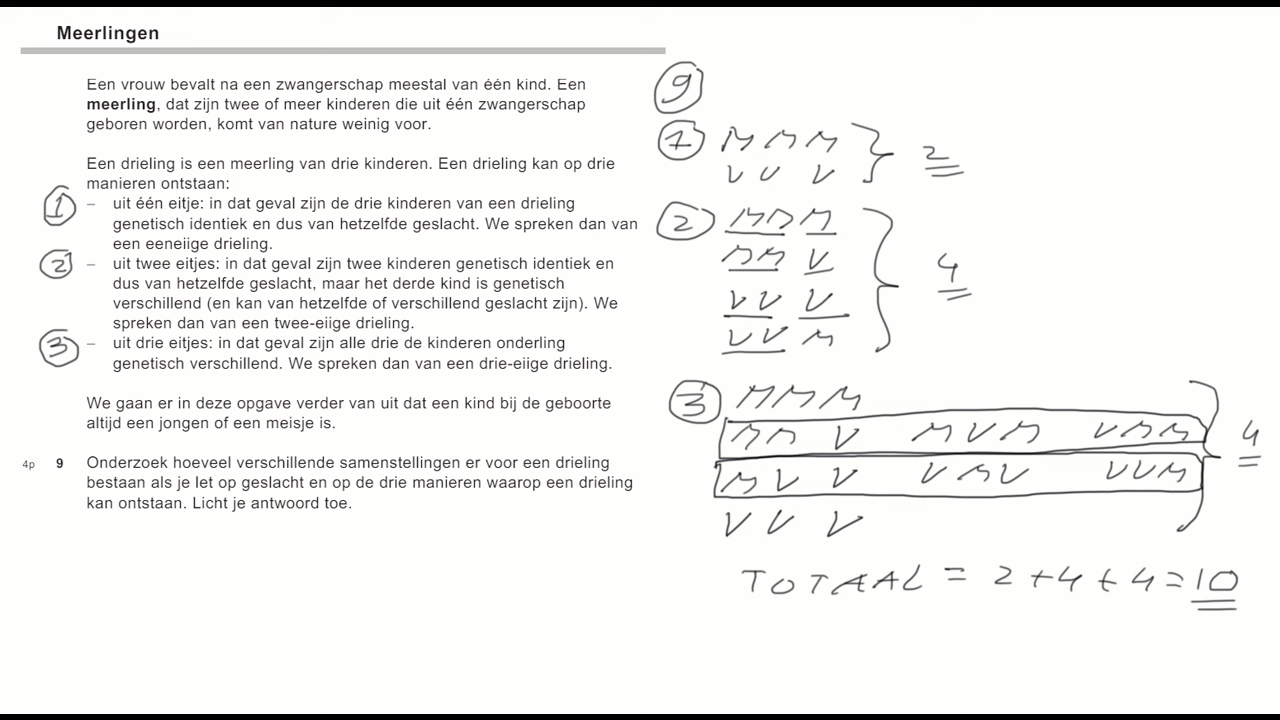 Meerlingen
Een vrouw bevalt na een zwangerschap meestal van één kind. Een
meerling, dat zijn twee of meer kinderen die uit één zwangerschap
geboren worden, komt van nature weinig voor.
Een drieling is een meerling van drie kinderen. Een drieling kan op drie
manieren ontstaan:
1 – uit één eitje: in dat geval zijn de drie kinderen van een drieling
genetisch identiek en dus van hetzelfde geslacht. We spreken dan van
een eeneiige drieling.
2 – uit twee eitjes: in dat geval zijn twee kinderen genetisch identiek en
dus van hetzelfde geslacht, maar het derde kind is genetisch
verschillend (en kan van hetzelfde of verschillend geslacht zijn). We
spreken dan van een twee-eiige drieling.
3 – uit drie eitjes: in dat geval zijn alle drie de kinderen onderling
genetisch verschillend. We spreken dan van een drie-eiige drieling.
We gaan er in deze opgave verder van uit dat een kind bij de geboorte
altijd een jongen of een meisje is.
4p 9 Onderzoek hoeveel verschillende samenstellingen er voor een drieling
bestaan als je let op geslacht en op de drie manieren waarop een drieling
kan ontstaan. Licht je antwoord toe.
9
1 M M M
V V V
2
2 M M M
M M V
V V V
V V M
4
3 M M M
M M V M V M V M M
M V V V M V V V M
V V V
4
TOTAAL = 2 + 4 + 4 = 10